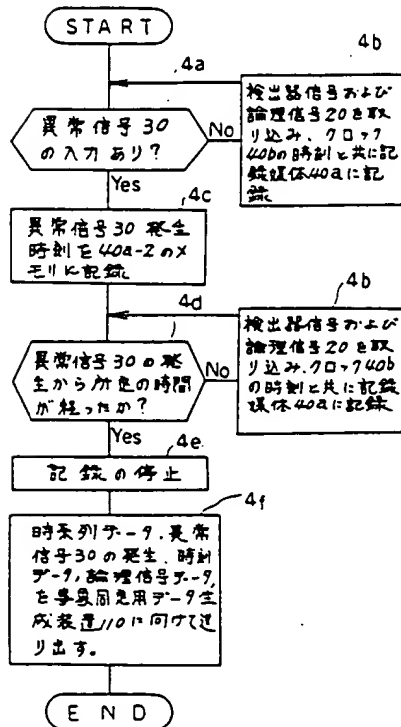 START
4a
4b
異常信号30
の入力あり?
No
検出器信号および
論理信号20を取
り込み、クロック
40bの時刻と共に記
録媒体40aに記
録
Yes
4c
異常信号30 発生
時刻を40a-2のメ
モリに記録
4d
4b
異常信号30の発
生から所定の時間
が経ったか?
No
検出器信号および
論理信号20を取
り込み、クロック40b
の時刻と共に記録
媒体40aに記録
Yes
4e
記録の停止
4f
時系列データ、異常
信号30の発生、時刻
データ,論理信号データ,
を事象同定用データ生
成装置110に向けて送
り出す。
END